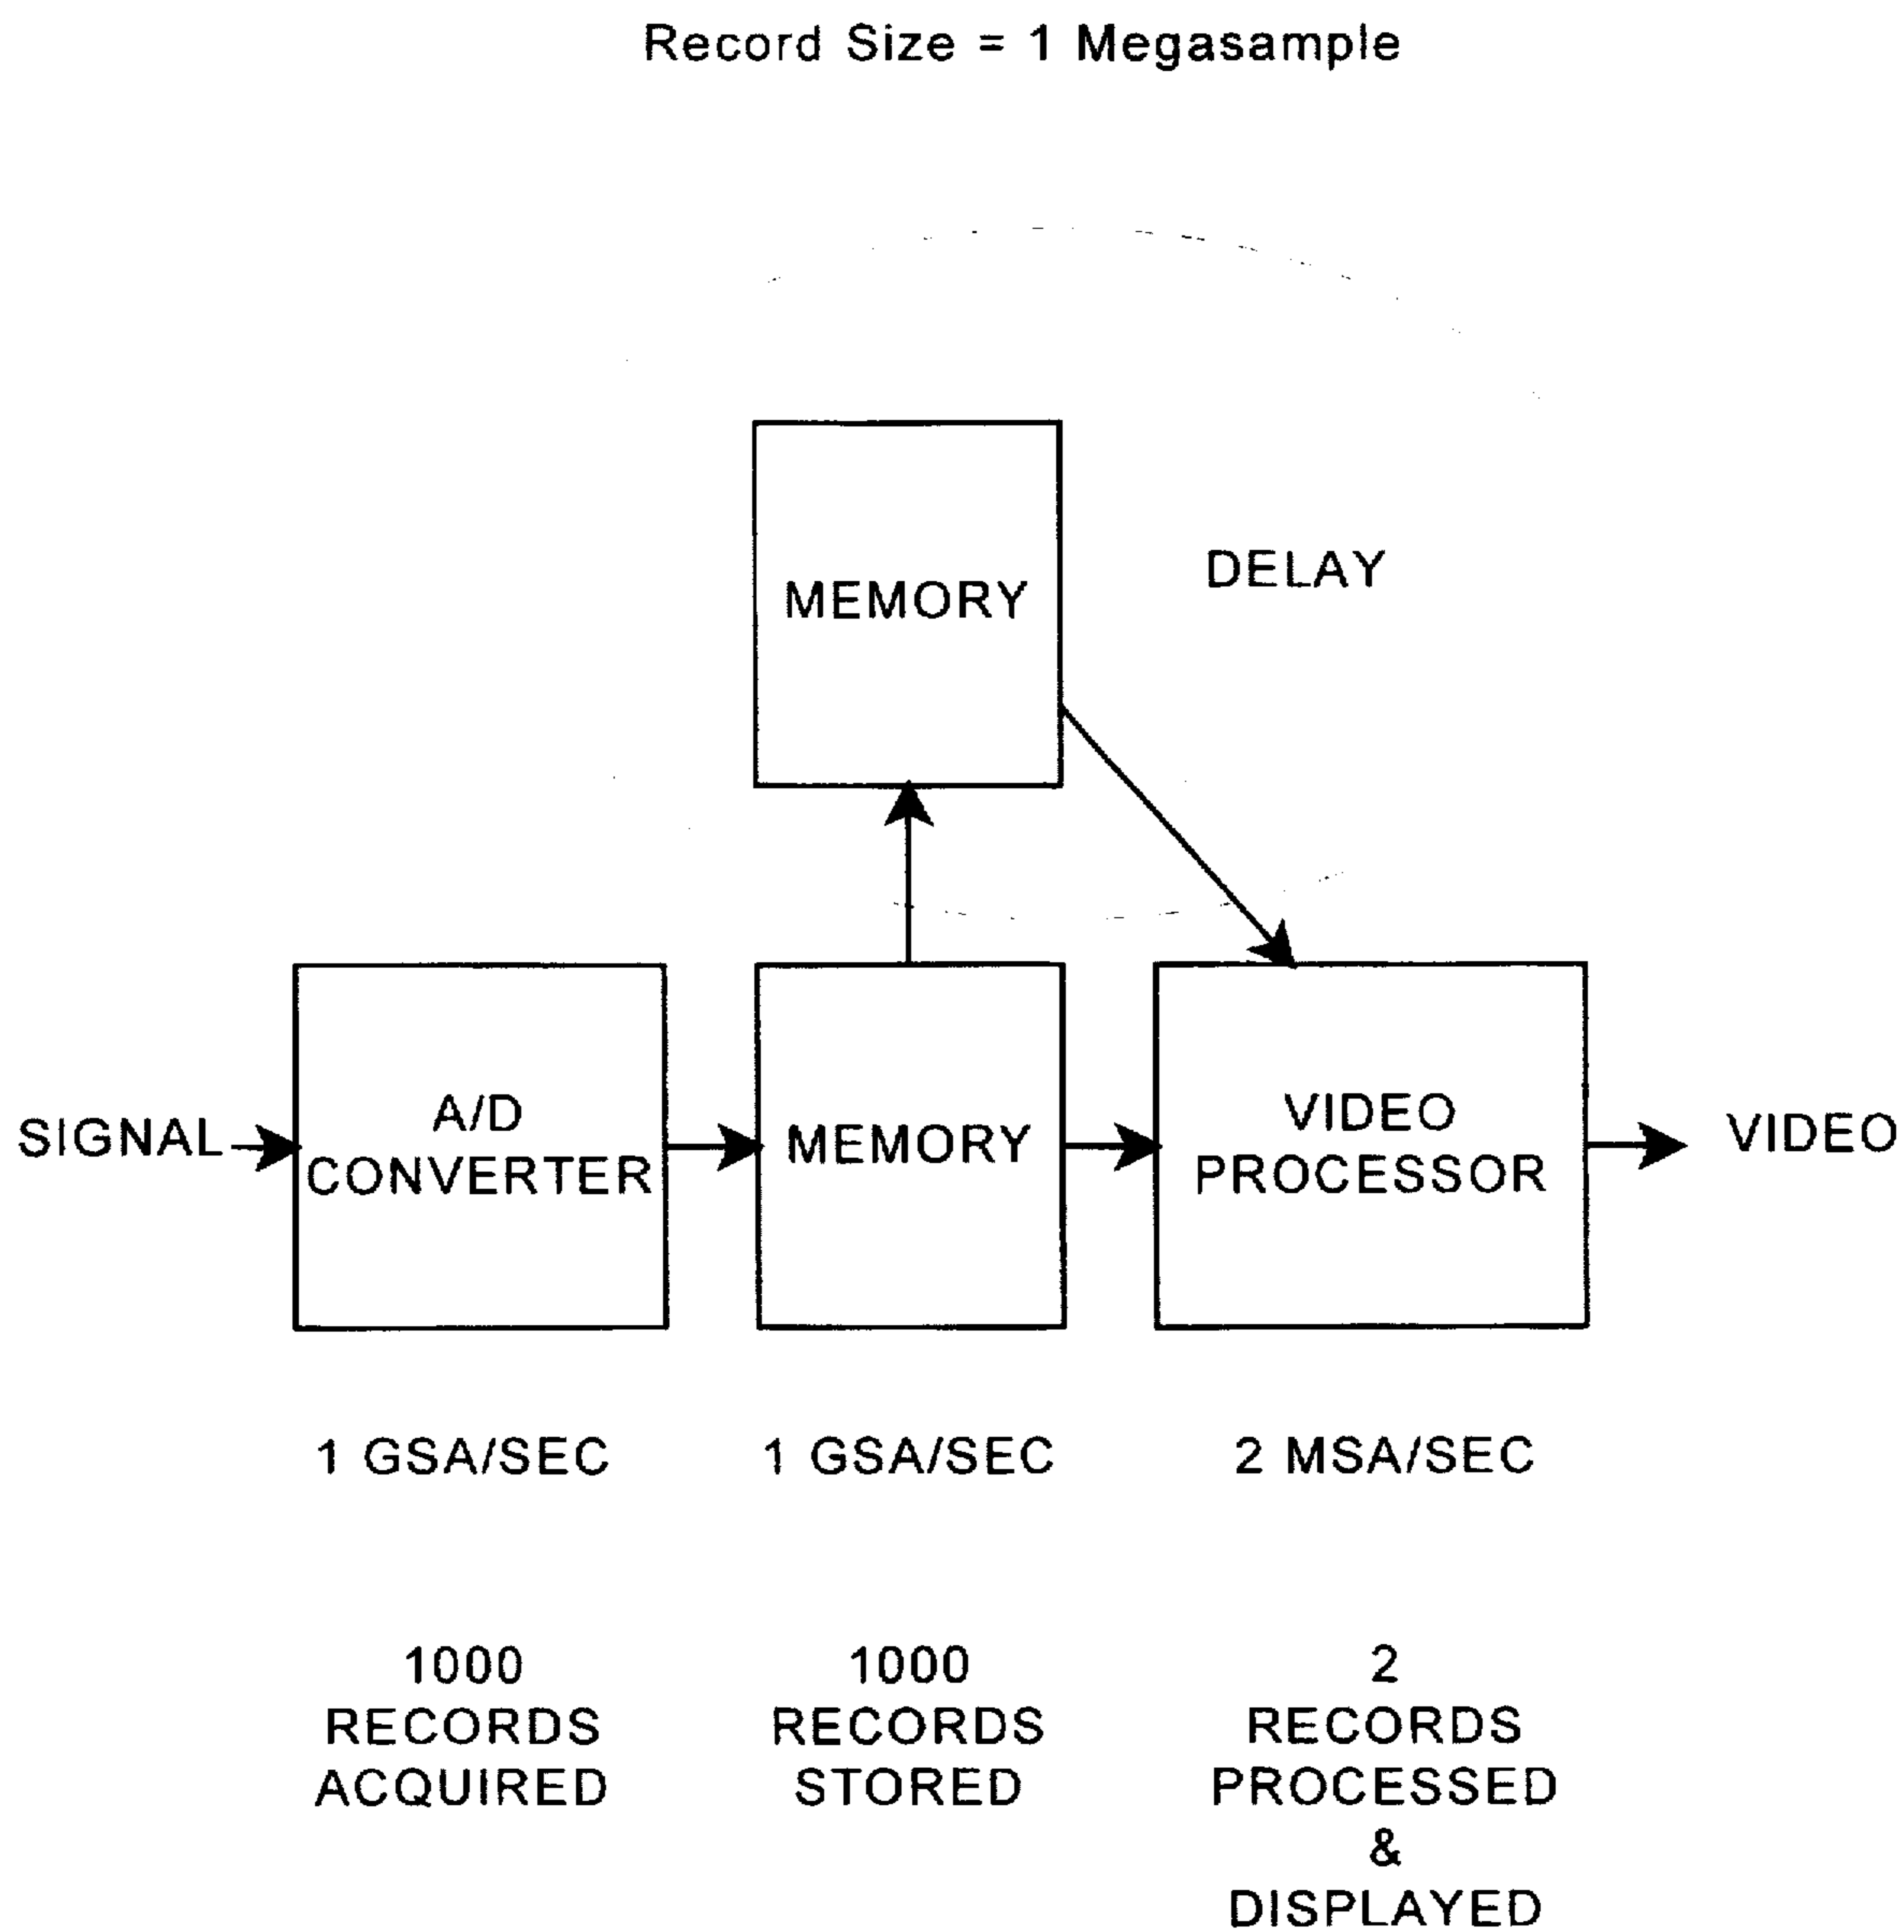 Record Size = 1 Megasample
MEMORY
DELAY
SIGNAL
A/D
CONVERTER
MEMORY
VIDEO
PROCESSOR
VIDEO
1 GSA/SEC
1 GSA/SEC
2 MSA/SEC
1000
RECORDS
ACQUIRED
1000
RECORDS
STORED
2
RECORDS
PROCESSED
&
DISPLAYED